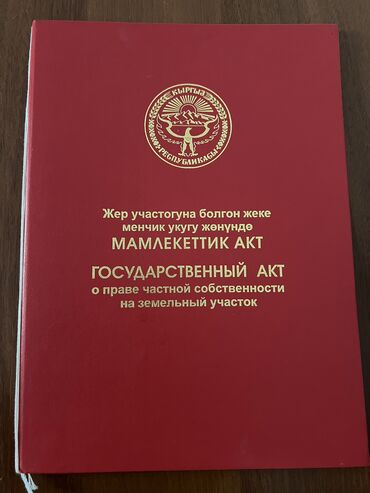 КЫРГЫЗ
РЕСПУБЛИКАСЫ
Жер участогуна болгон жеке
менчик укугу жөнүндө
МАМЛЕКЕТТИК АКТ
ГОСУДАРСТВЕННЫЙ АКТ
о праве частной собственности
на земельный участок